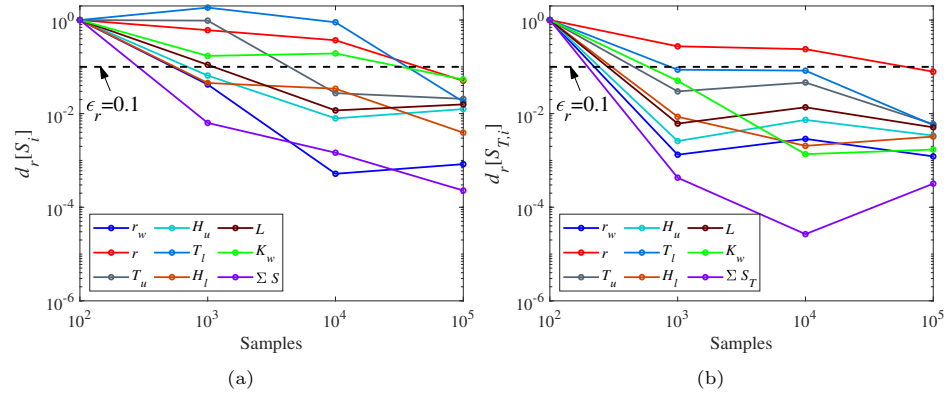 10^0
10^-2
10^-4
10^-6
d_r[S_i]
ϵ_r=0.1
r_w H_u L
r T_l K_w
T_u H_l Σ S
10^2 10^3 10^4 10^5
Samples
(a)
10^0
10^-2
10^-4
10^-6
d_r[S_{T,i}]
ϵ_r=0.1
r_w H_u L
r T_l K_w
T_u H_l Σ S_T
10^2 10^3 10^4 10^5
Samples
(b)